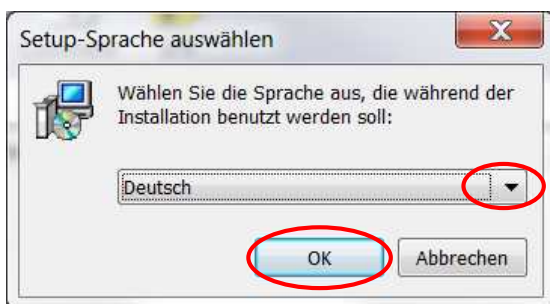 Setup-Sprache auswählen
Wählen Sie die Sprache aus, die während der
Installation benutzt werden soll:
Deutsch
OK
Abbrechen